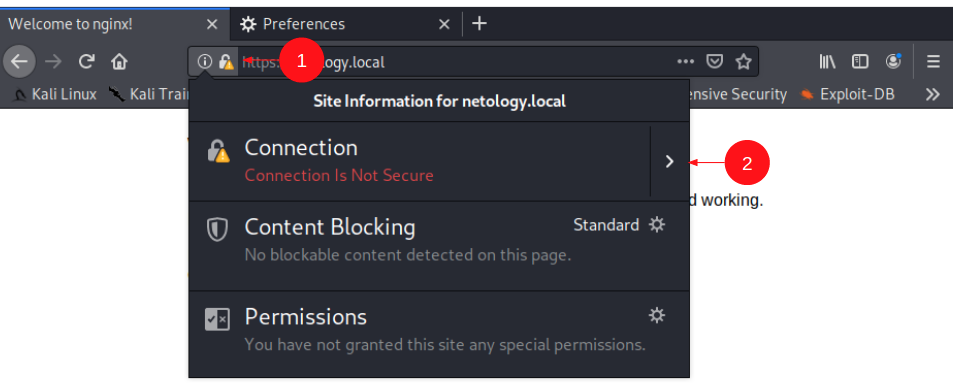 Welcome to nginx! × Preferences × +
https: 1 logy.local
Kali Linux Kali Trai ensive Security Exploit-DB
Site Information for netology.local
Connection
Connection Is Not Secure
2
d working.
Content Blocking Standard
No blockable content detected on this page.
Permissions
You have not granted this site any special permissions.